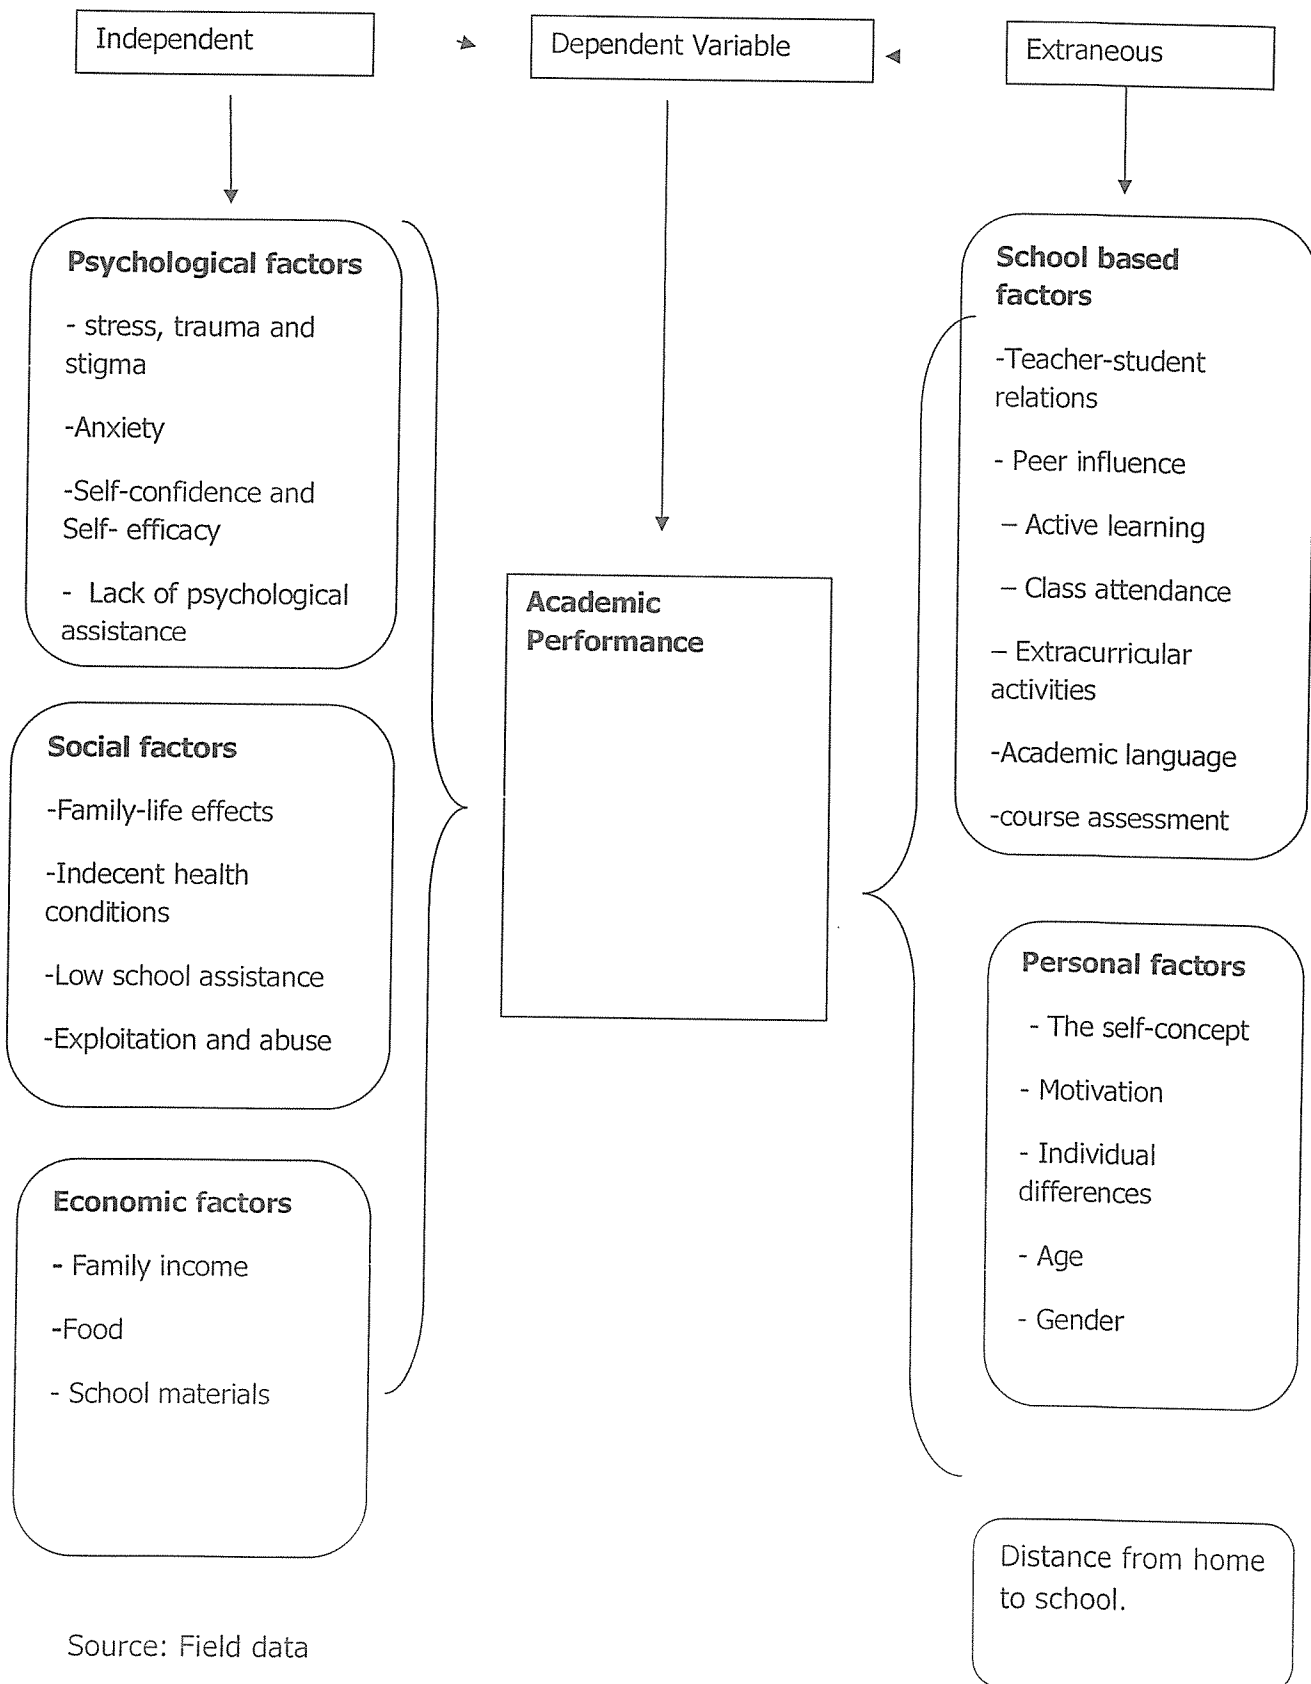 Independent
Dependent Variable
Extraneous
Psychological factors
- stress, trauma and
stigma
-Anxiety
-Self-confidence and
Self- efficacy
- Lack of psychological
assistance
Social factors
-Family-life effects
-Indecent health
conditions
-Low school assistance
-Exploitation and abuse
Economic factors
- Family income
-Food
- School materials
Academic
Performance
School based
factors
-Teacher-student
relations
- Peer influence
– Active learning
– Class attendance
– Extracurricular
activities
-Academic language
-course assessment
Personal factors
- The self-concept
- Motivation
- Individual
differences
- Age
- Gender
Distance from home
to school.
Source: Field data